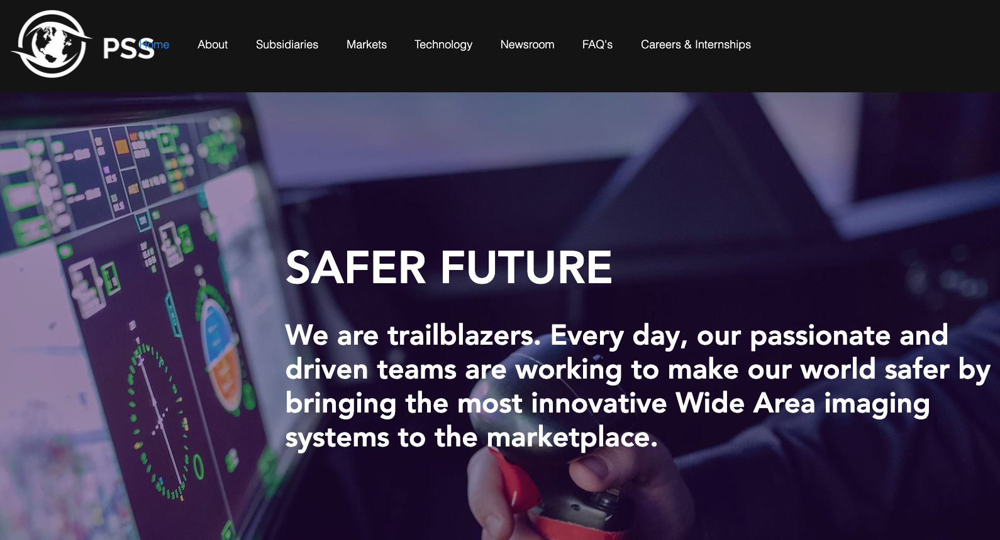 PSS
Home
About
Subsidiaries
Markets
Technology
Newsroom
FAQ's
Careers & Internships
SAFER FUTURE
We are trailblazers. Every day, our passionate and
driven teams are working to make our world safer by
bringing the most innovative Wide Area imaging
systems to the marketplace.